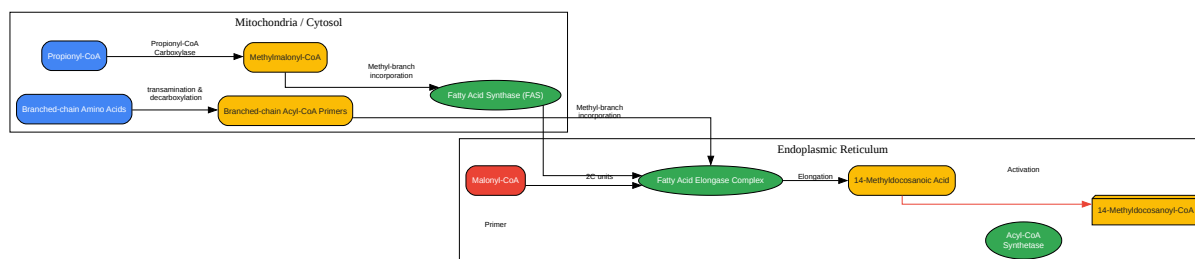 Mitochondria / Cytosol
Propionyl-CoA
Propionyl-CoA
Carboxylase
Methylmalonyl-CoA
Methyl-branch
incorporation
Fatty Acid Synthase (FAS)
Branched-chain Amino Acids
transamination &
decarboxylation
Branched-chain Acyl-CoA Primers
Methyl-branch
incorporation
Endoplasmic Reticulum
Malonyl-CoA
2C units
Fatty Acid Elongase Complex
Elongation
14-Methyldocosanoic Acid
Activation
14-Methyldocosanoyl-CoA
Primer
Acyl-CoA
Synthetase